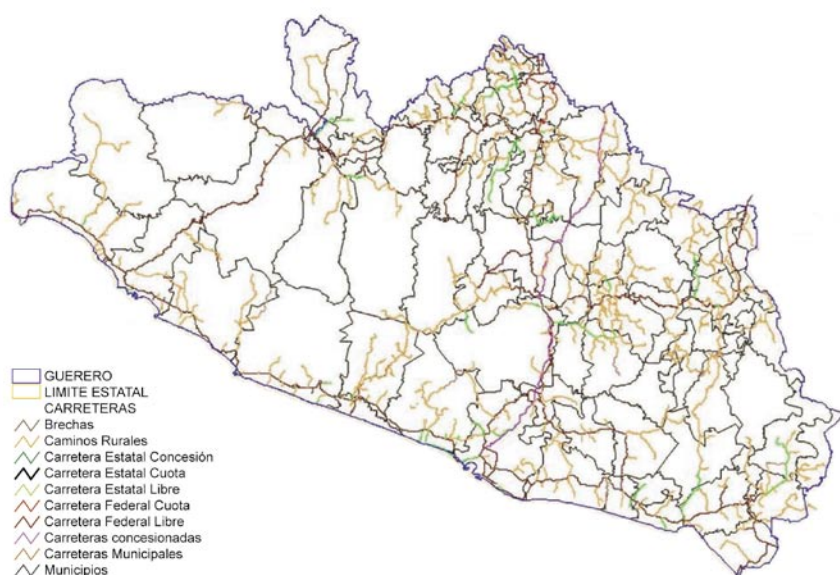 GUERERO
LIMITE ESTATAL
CARRETERAS
Brechas
Caminos Rurales
Carretera Estatal Concesión
Carretera Estatal Cuota
Carretera Estatal Libre
Carretera Federal Cuota
Carretera Federal Libre
Carreteras concesionadas
Carreteras Municipales
Municipios